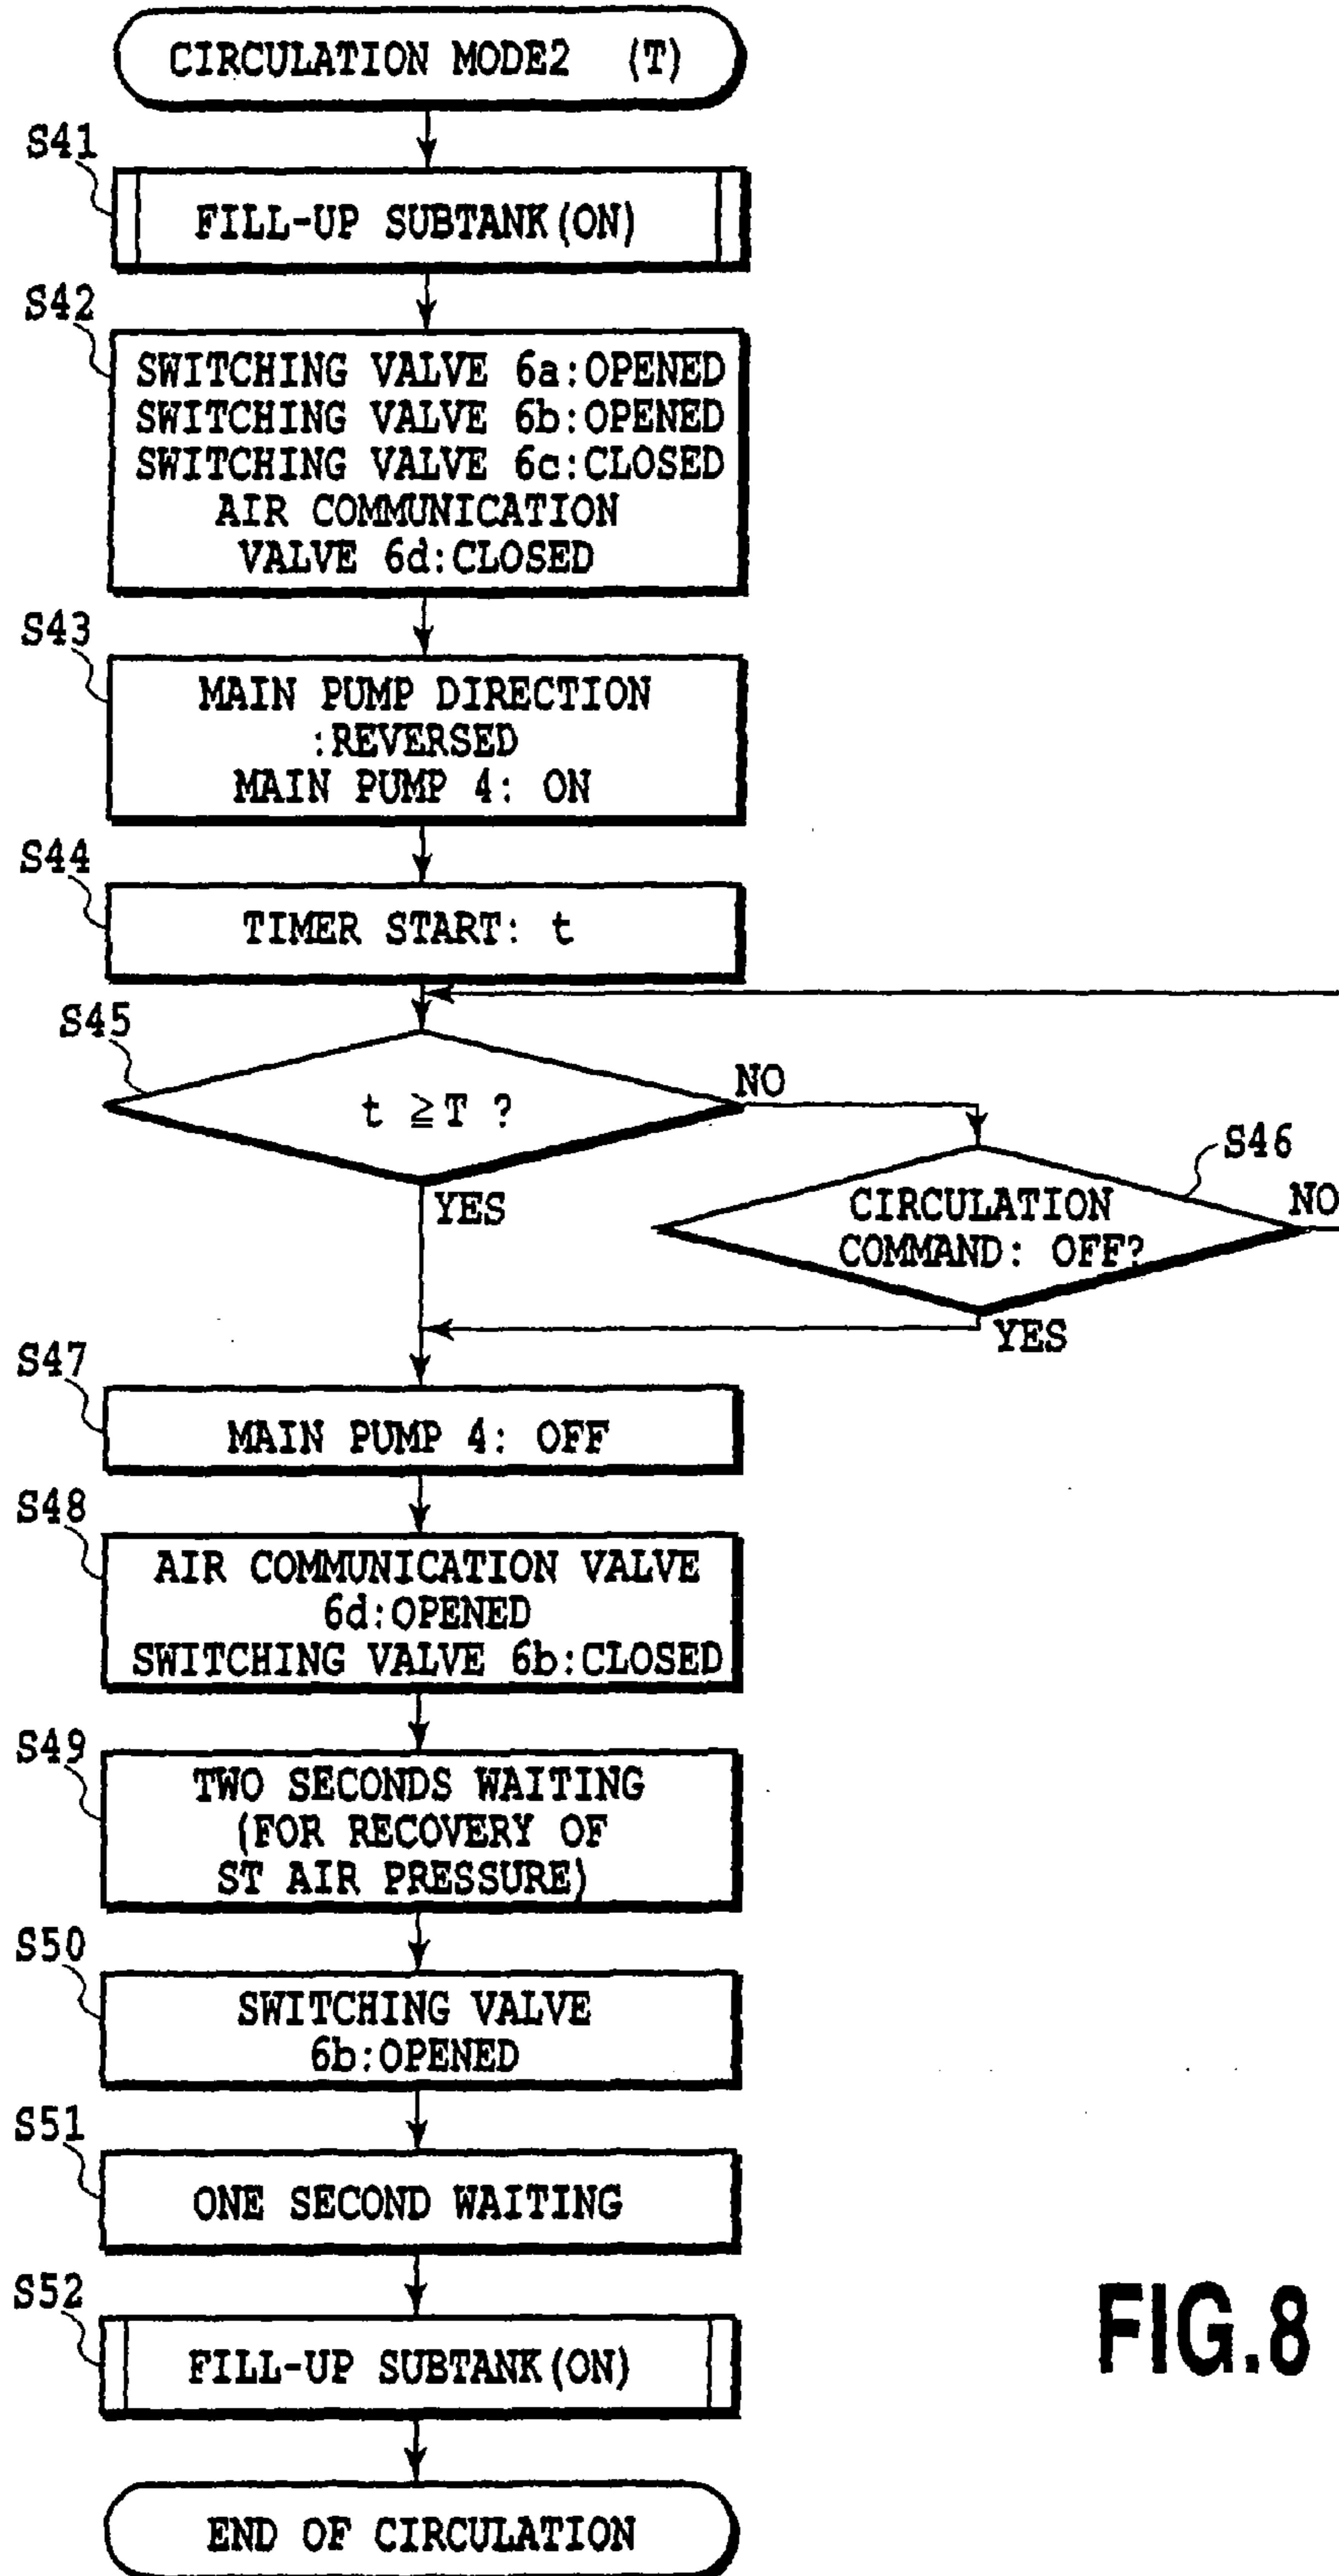 CIRCULATION MODE2 (T)
S41
FILL-UP SUBTANK(ON)
S42
SWITCHING VALVE 6a:OPENED
SWITCHING VALVE 6b:OPENED
SWITCHING VALVE 6c:CLOSED
AIR COMMUNICATION
VALVE 6d:CLOSED
S43
MAIN PUMP DIRECTION
:REVERSED
MAIN PUMP 4: ON
S44
TIMER START: t
S45
t ≧ T ?
NO
YES
S46
CIRCULATION
COMMAND: OFF?
NO
YES
S47
MAIN PUMP 4: OFF
S48
AIR COMMUNICATION VALVE
6d:OPENED
SWITCHING VALVE 6b:CLOSED
S49
TWO SECONDS WAITING
(FOR RECOVERY OF
ST AIR PRESSURE)
S50
SWITCHING VALVE
6b:OPENED
S51
ONE SECOND WAITING
S52
FILL-UP SUBTANK(ON)
END OF CIRCULATION
FIG.8